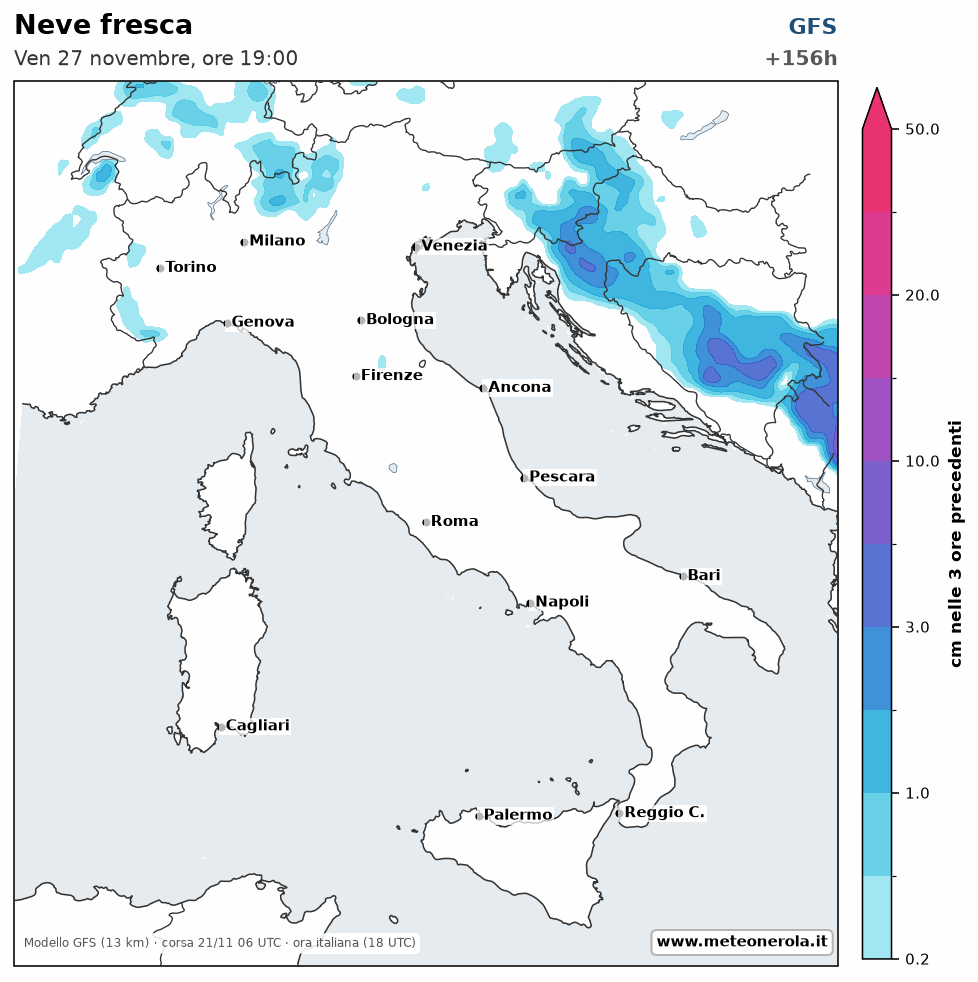 Neve fresca
GFS
Ven 27 novembre, ore 19:00
+156h
50.0
20.0
10.0
3.0
1.0
0.2
cm nelle 3 ore precedenti
Milano
Venezia
Torino
Genova
Bologna
Firenze
Ancona
Pescara
Roma
Bari
Napoli
Cagliari
Palermo
Reggio C.
Modello GFS (13 km) · corsa 21/11 06 UTC · ora italiana (18 UTC)
www.meteonerola.it